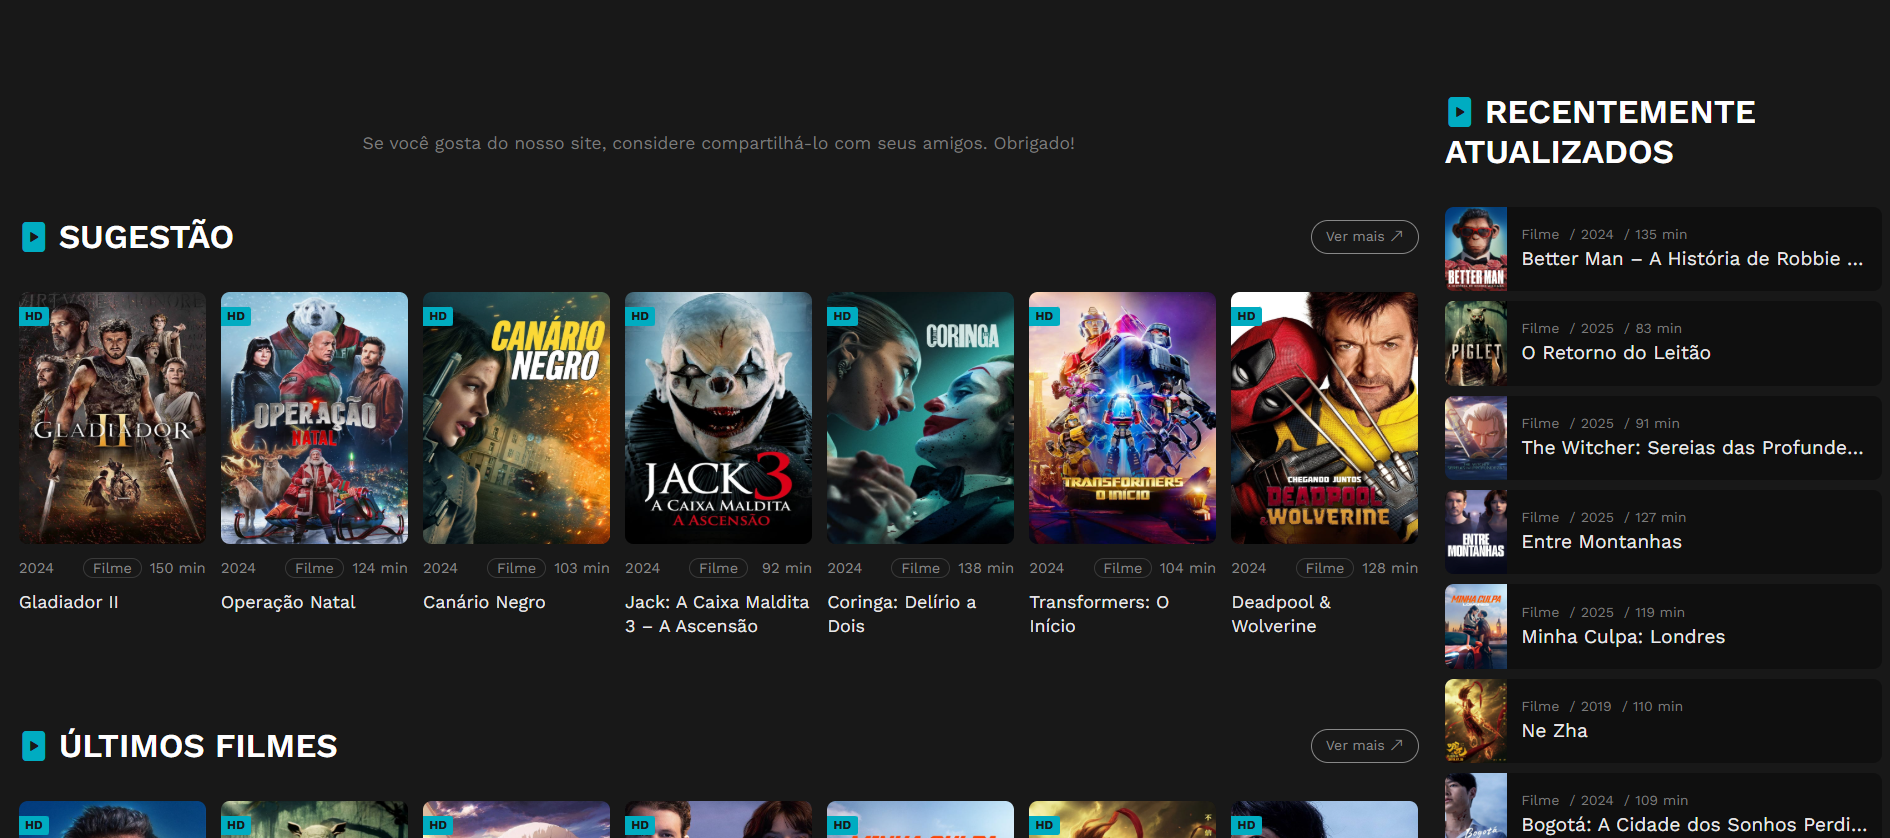 Se você gosta do nosso site, considere compartilhá-lo com seus amigos. Obrigado!
SUGESTÃO
Ver mais
HD
GLADIADOR
II
2024 Filme 150 min
Gladiador II
HD
OPERAÇÃO
NATAL
2024 Filme 124 min
Operação Natal
HD
CANÁRIO
NEGRO
2024 Filme 103 min
Canário Negro
HD
JACK 3
A CAIXA MALDITA
A ASCENSÃO
2024 Filme 92 min
Jack: A Caixa Maldita
3 – A Ascensão
HD
CORINGA
2024 Filme 138 min
Coringa: Delírio a
Dois
HD
TRANSFORMERS
O INÍCIO
2024 Filme 104 min
Transformers: O
Início
HD
CHEGANDO JUNTOS
DEADPOOL
& WOLVERINE
2024 Filme 128 min
Deadpool &
Wolverine
ÚLTIMOS FILMES
Ver mais
HD
HD
HD
HD
HD
MINHA CULPA
HD
HD
RECENTEMENTE
ATUALIZADOS
BETTER MAN
Filme / 2024 / 135 min
Better Man – A História de Robbie ...
PIGLET
Filme / 2025 / 83 min
O Retorno do Leitão
Filme / 2025 / 91 min
The Witcher: Sereias das Profunde...
ENTRE
MONTANHAS
Filme / 2025 / 127 min
Entre Montanhas
MINHA CULPA
Filme / 2025 / 119 min
Minha Culpa: Londres
Filme / 2019 / 110 min
Ne Zha
Bogotá
Filme / 2024 / 109 min
Bogotá: A Cidade dos Sonhos Perdi...